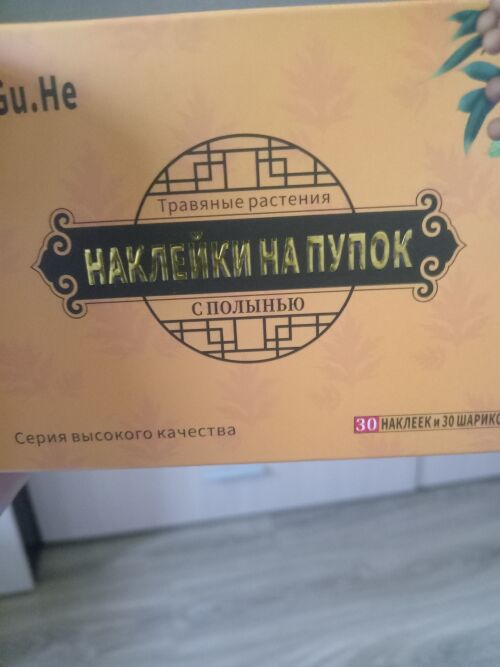 Gu.He
Травяные растения
НАКЛЕЙКИ НА ПУПОК
С ПОЛЫНЬЮ
Серия высокого качества
30 НАКЛЕЕК и 30 ШАРИКО